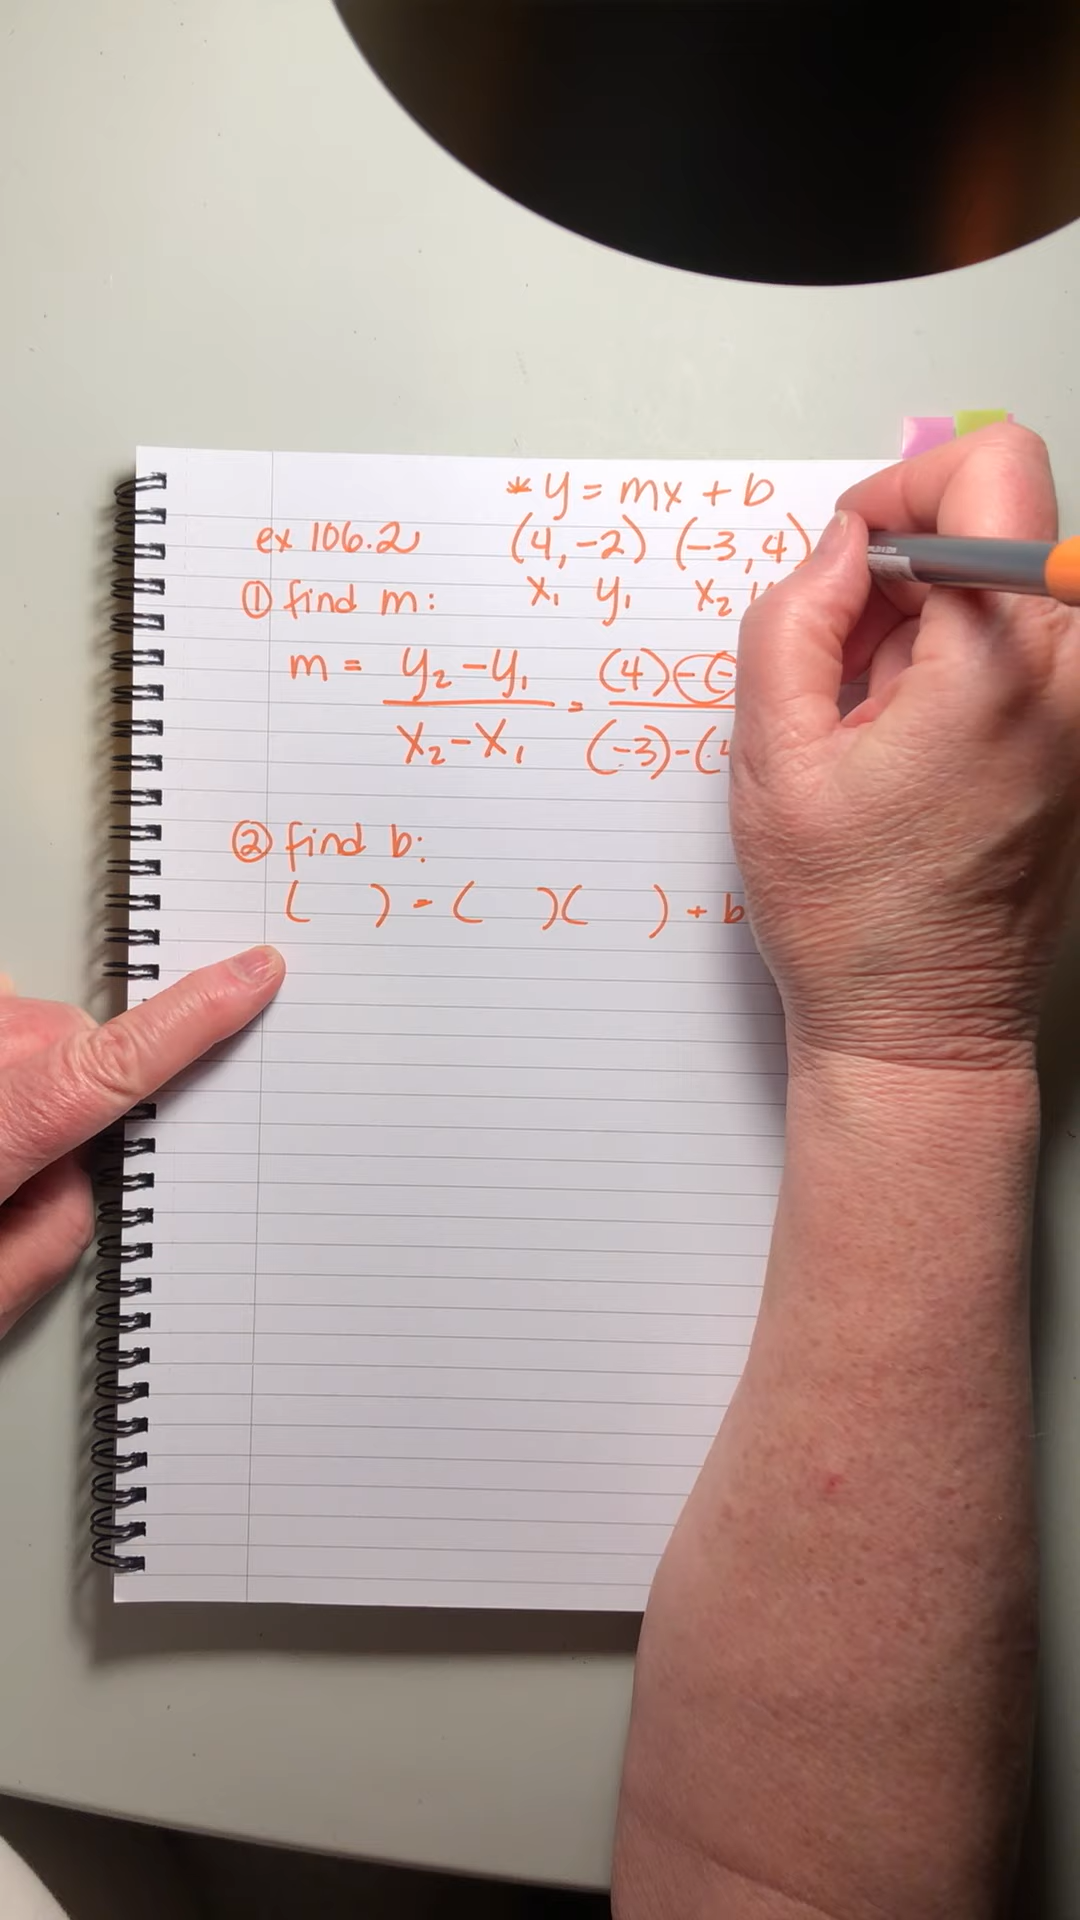 * y = mx + b
ex 106.2 (4, -2) (-3, 4)
① find m: x₁ y₁ x₂
m = y₂ - y₁ = (4) - (-
x₂ - x₁ (-3) - (4
② find b:
( ) = ( )( ) + b